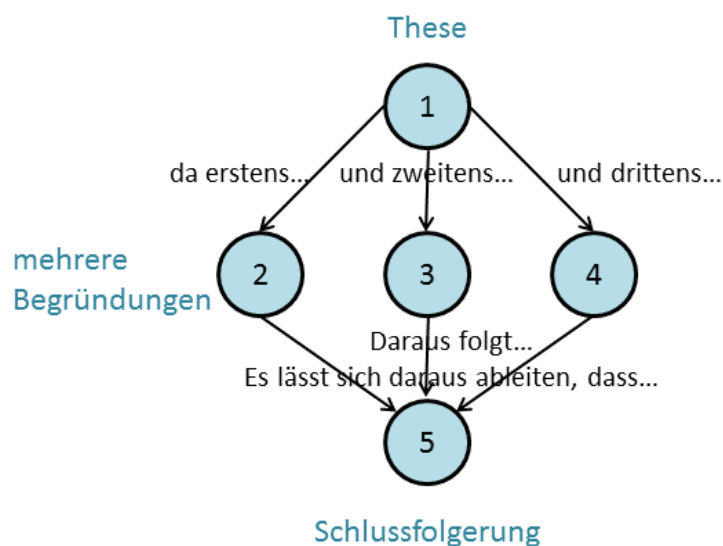 These
1
da erstens... und zweitens... und drittens...
mehrere
Begründungen
2 3 4
Daraus folgt...
Es lässt sich daraus ableiten, dass...
5
Schlussfolgerung